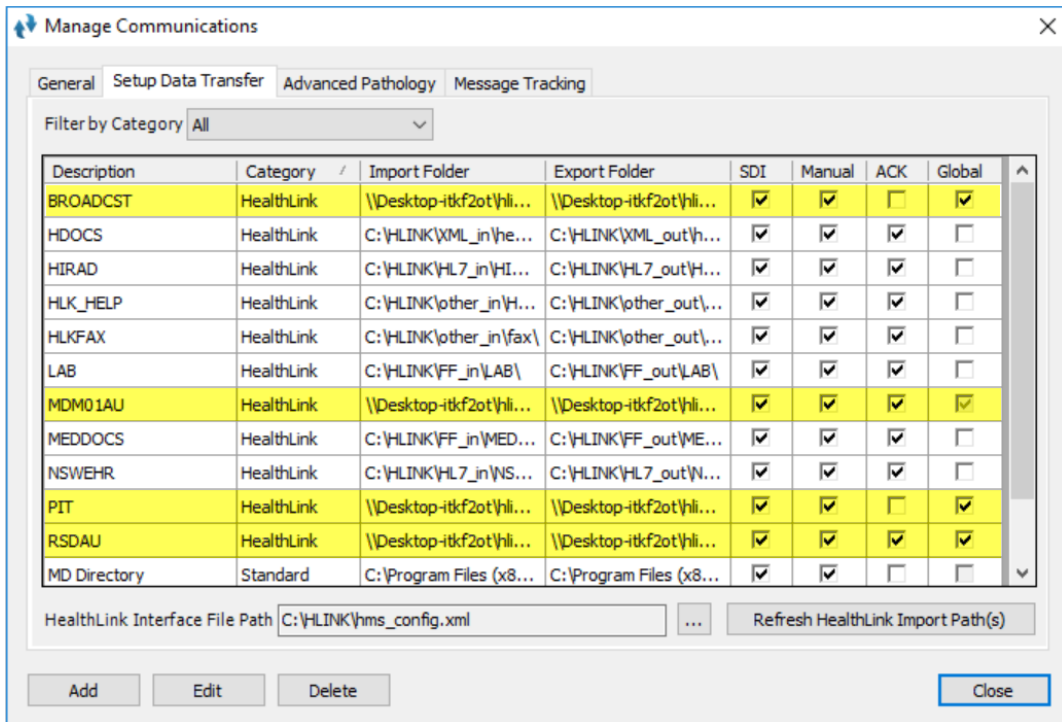 Manage Communications
General Setup Data Transfer Advanced Pathology Message Tracking
Filter by Category All
Description Category Import Folder Export Folder SDI Manual ACK Global
BROADCST HealthLink \\Desktop-itkf2ot\hli... \\Desktop-itkf2ot\hli...
HDOCS HealthLink C:\HLINK\XML_in\he... C:\HLINK\XML_out\h...
HIRAD HealthLink C:\HLINK\HL7_in\HI... C:\HLINK\HL7_out\H...
HLK_HELP HealthLink C:\HLINK\other_in\H... C:\HLINK\other_out\...
HLKFAX HealthLink C:\HLINK\other_in\fax\ C:\HLINK\other_out\...
LAB HealthLink C:\HLINK\FF_in\LAB\ C:\HLINK\FF_out\LAB\
MDM01AU HealthLink \\Desktop-itkf2ot\hli... \\Desktop-itkf2ot\hli...
MEDDOCS HealthLink C:\HLINK\FF_in\MED... C:\HLINK\FF_out\ME...
NSWEHR HealthLink C:\HLINK\HL7_in\NS... C:\HLINK\HL7_out\N...
PIT HealthLink \\Desktop-itkf2ot\hli... \\Desktop-itkf2ot\hli...
RSDAU HealthLink \\Desktop-itkf2ot\hli... \\Desktop-itkf2ot\hli...
MD Directory Standard C:\Program Files (x8... C:\Program Files (x8...
HealthLink Interface File Path C:\HLINK\hms_config.xml ... Refresh HealthLink Import Path(s)
Add Edit Delete Close